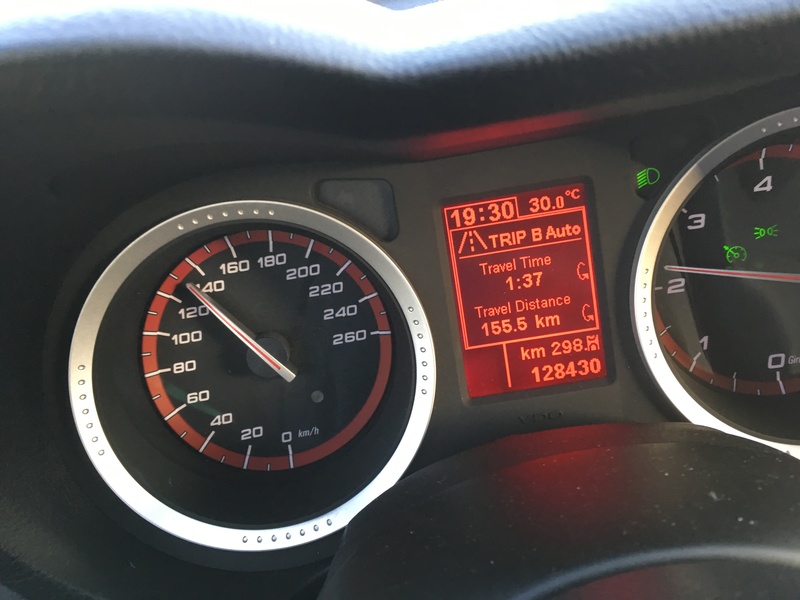 19:30 30.0 °C
TRIP B Auto
Travel Time
1:37
Travel Distance
155.5 km
km 298.
128430
0 km/h
20
40
60
80
100
120
140
160
180
200
220
240
260
VDO
0 Giri
1
2
3
4